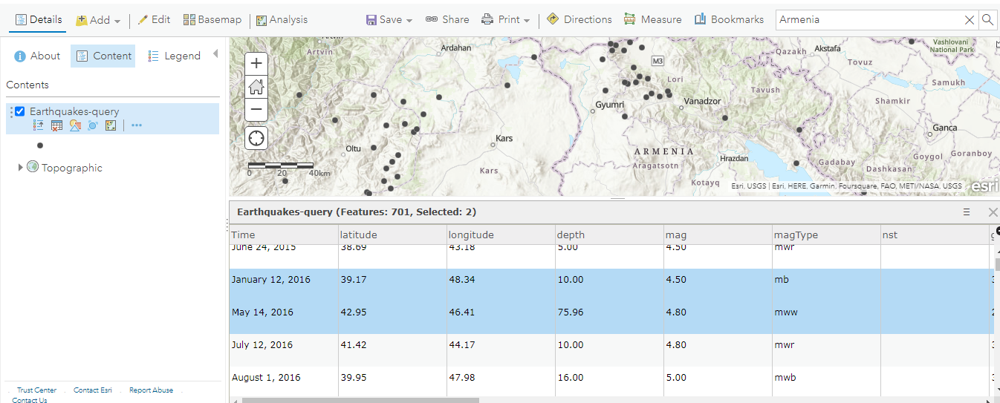 Details Add Edit Basemap Analysis Save Share Print Directions Measure Bookmarks Armenia
About Content Legend
Contents
Earthquakes-query
Topographic
Trust Center Contact Esri Report Abuse
Contact Us
Artvin
Artvin
Ardahan
M3
Lori
Qazakh
Akstafa
Vashlovani
National Park
Tovuz
Samukh
Tavush
Shamkir
Gyumri
Vanadzor
Ganca
Kars
Oltu
ARMENIA
Aragatsotn
Hrazdan
Gadabay
Goygol
Goranboy
Dashkasan
Kars
Kotayq
0 20 40km
Esri, USGS | Esri, HERE, Garmin, Foursquare, FAO, METI/NASA, USGS
esri
Earthquakes-query (Features: 701, Selected: 2)
Time latitude longitude depth mag magType nst g
June 24, 2015 38.69 43.18 5.00 4.50 mwr
January 12, 2016 39.17 48.34 10.00 4.50 mb
May 14, 2016 42.95 46.41 75.96 4.80 mww
July 12, 2016 41.42 44.17 10.00 4.80 mwr
August 1, 2016 39.95 47.98 16.00 5.00 mwb